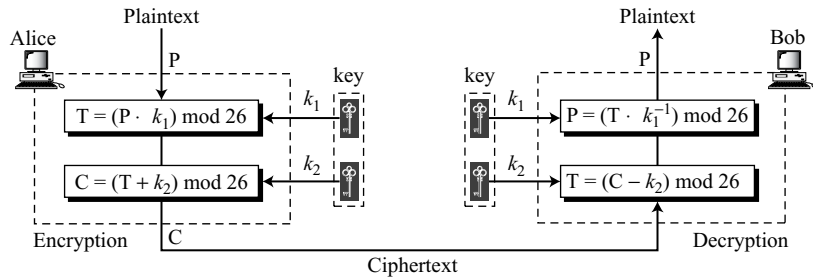 Plaintext
Plaintext
Alice
Bob
P
P
key
key
T = (P · k₁) mod 26
k₁
k₁
P = (T · k₁⁻¹) mod 26
C = (T + k₂) mod 26
k₂
k₂
T = (C − k₂) mod 26
Encryption
C
Decryption
Ciphertext